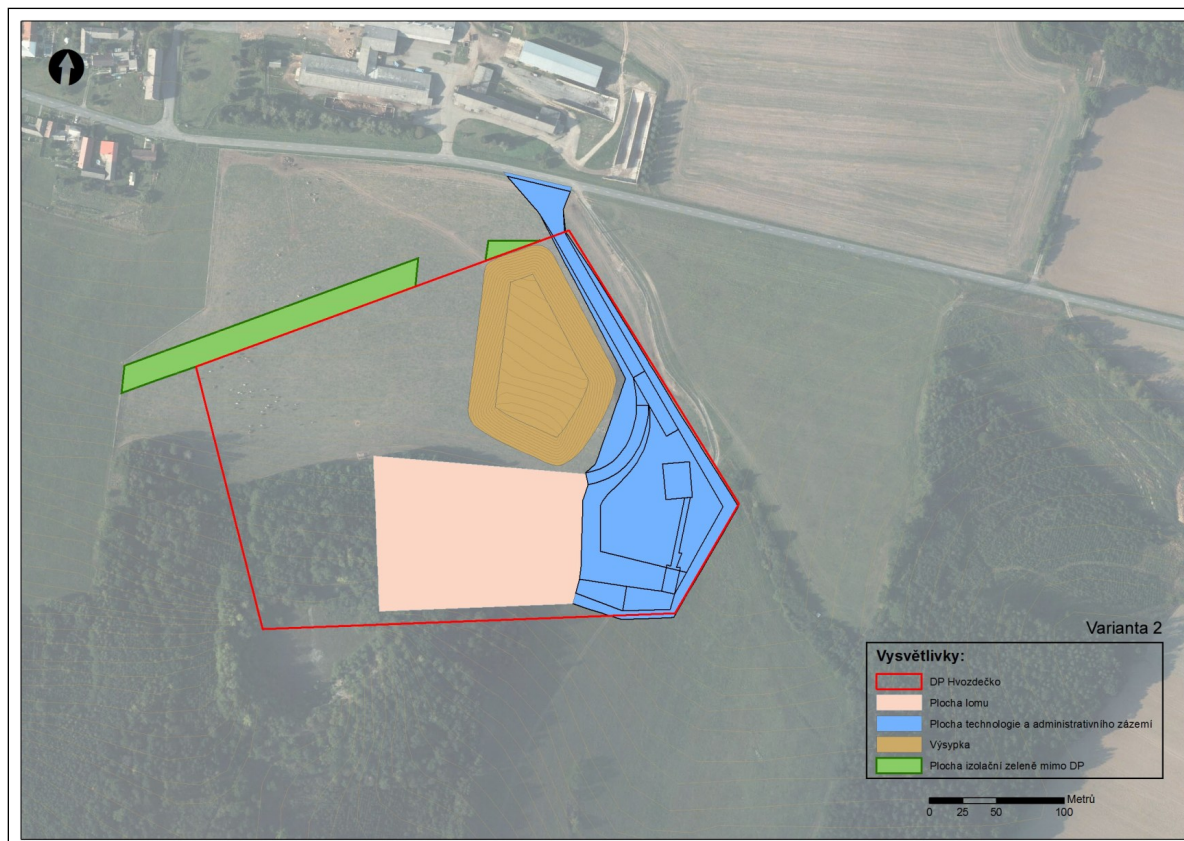 Varianta 2
Vysvětlivky:
DP Hvozdečko
Plocha lomu
Plocha technologie a administrativního zázemí
Výsypka
Plocha izolační zeleně mimo DP
Metrů
0 25 50 100